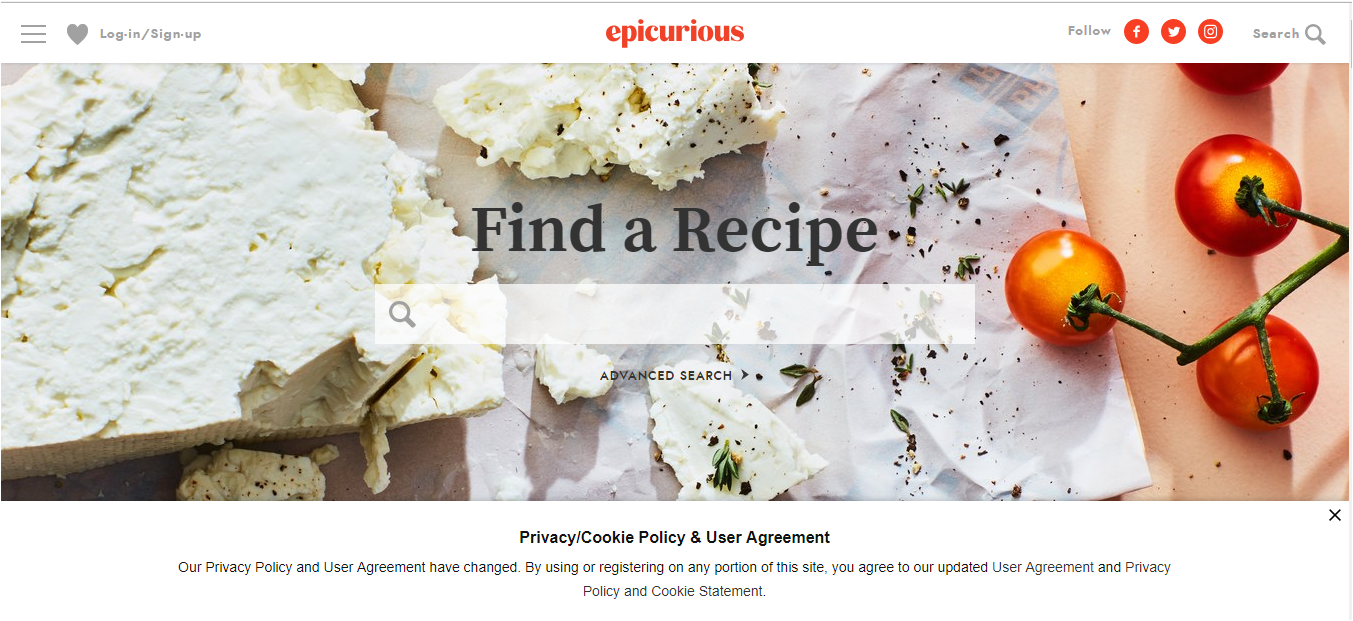 Log-in/Sign-up
epicurious
Follow
Search
Find a Recipe
ADVANCED SEARCH
Privacy/Cookie Policy & User Agreement
Our Privacy Policy and User Agreement have changed. By using or registering on any portion of this site, you agree to our updated User Agreement and Privacy
Policy and Cookie Statement.